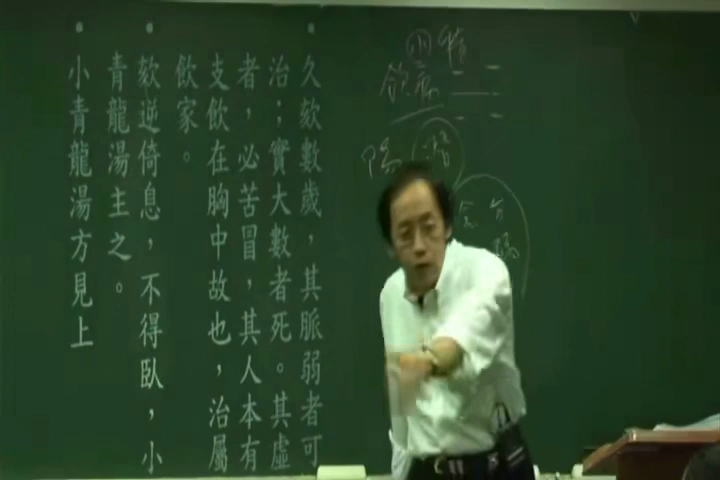 • 久欬數歲，其脈弱者可
治；實大數者死。其虛
者，必苦冒，其人本有
支飲在胸中故也，治屬
飲家。
• 欬逆倚息，不得臥，小
青龍湯主之。
• 小青龍湯方見上